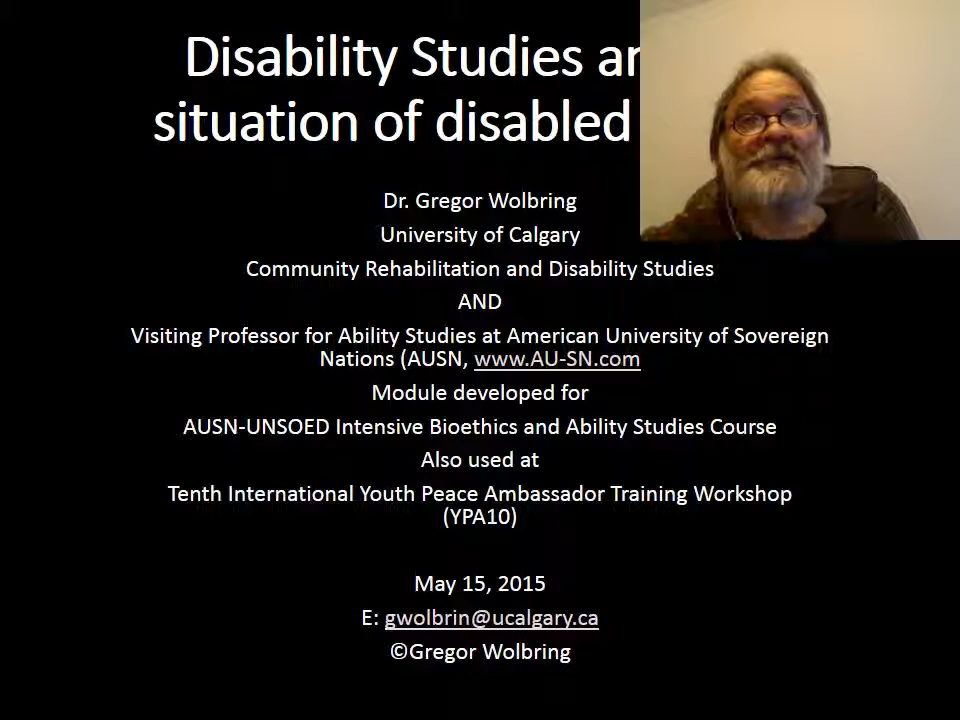 Disability Studies
situation of disabled
Dr. Gregor Wolbring
University of Calgary
Community Rehabilitation and Disability Studies
AND
Visiting Professor for Ability Studies at American University of Sovereign
Nations (AUSN, www.AU-SN.com
Module developed for
AUSN-UNSOED Intensive Bioethics and Ability Studies Course
Also used at
Tenth International Youth Peace Ambassador Training Workshop
(YPA10)
May 15, 2015
E: gwolbrin@ucalgary.ca
©Gregor Wolbring